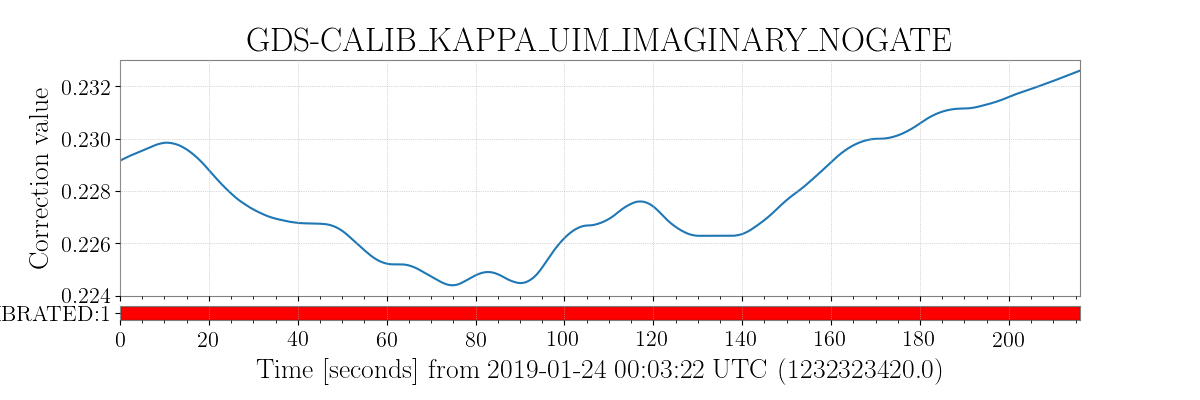 GDS-CALIB_KAPPA_UIM_IMAGINARY_NOGATE
Correction value
0.232
0.230
0.228
0.226
0.224
BRATED:1
0 20 40 60 80 100 120 140 160 180 200
Time [seconds] from 2019-01-24 00:03:22 UTC (1232323420.0)